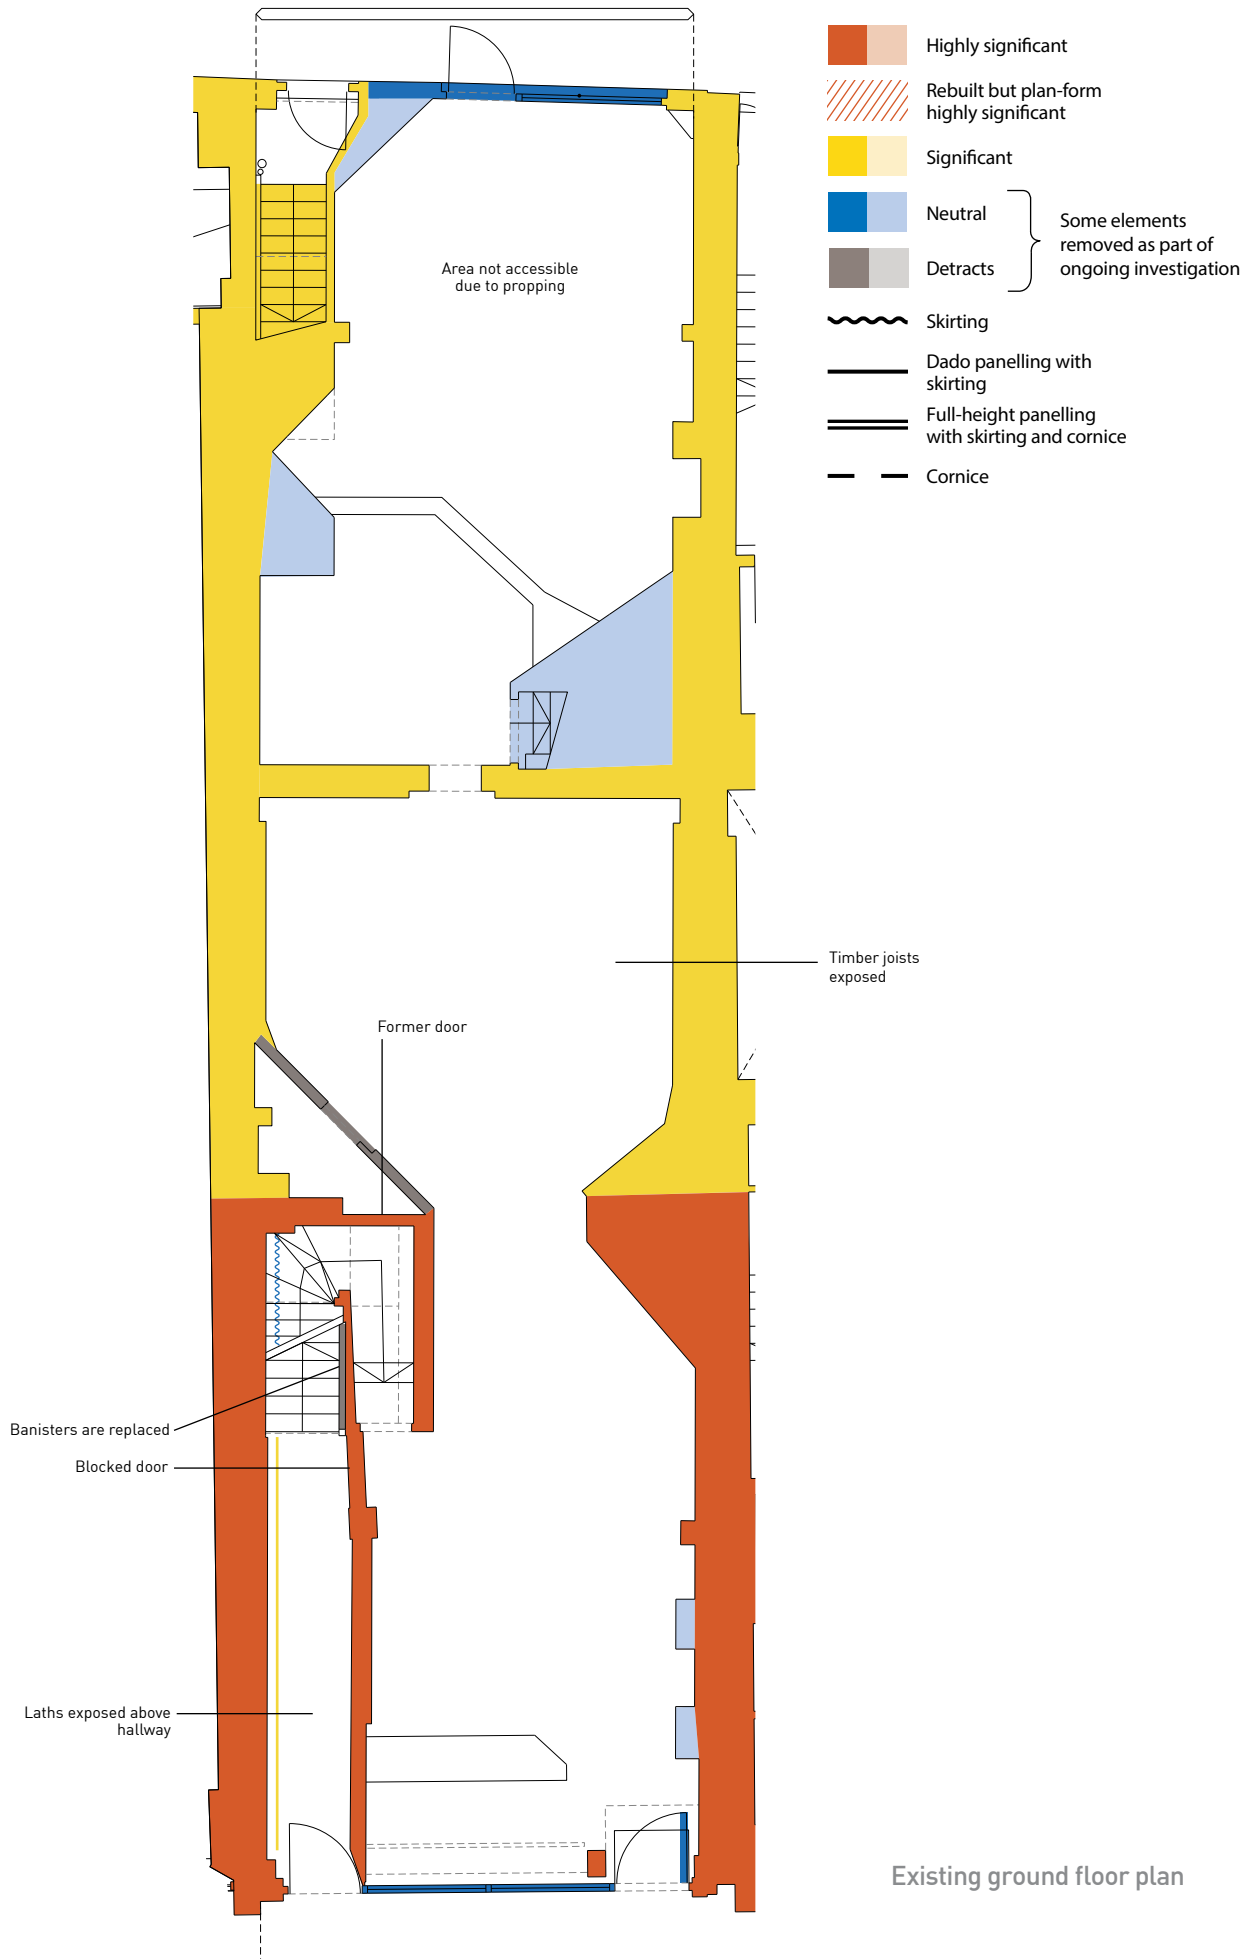 Highly significant
Rebuilt but plan-form
highly significant
Significant
Neutral
Detracts
Some elements
removed as part of
ongoing investigation
Skirting
Dado panelling with
skirting
Full-height panelling
with skirting and cornice
Cornice
Area not accessible
due to propping
Timber joists
exposed
Former door
Banisters are replaced
Blocked door
Laths exposed above
hallway
Existing ground floor plan